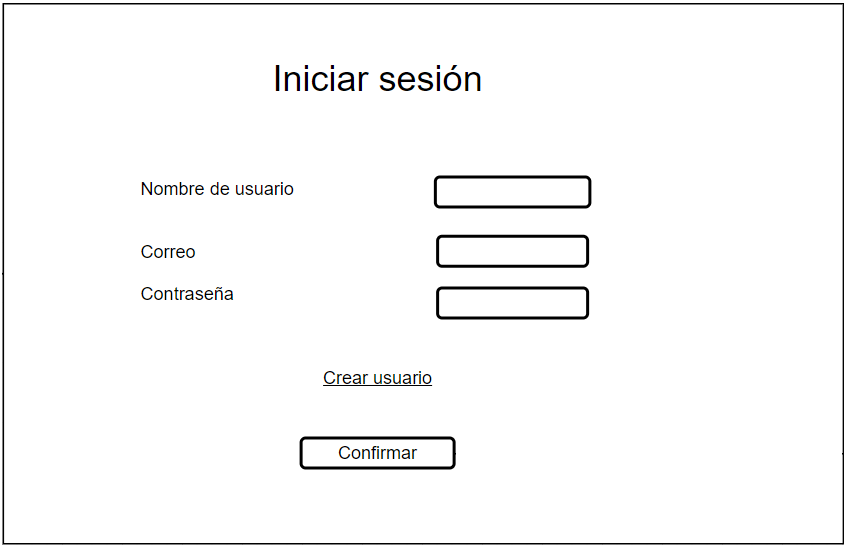 Iniciar sesión
Nombre de usuario
Correo
Contraseña
Crear usuario
Confirmar